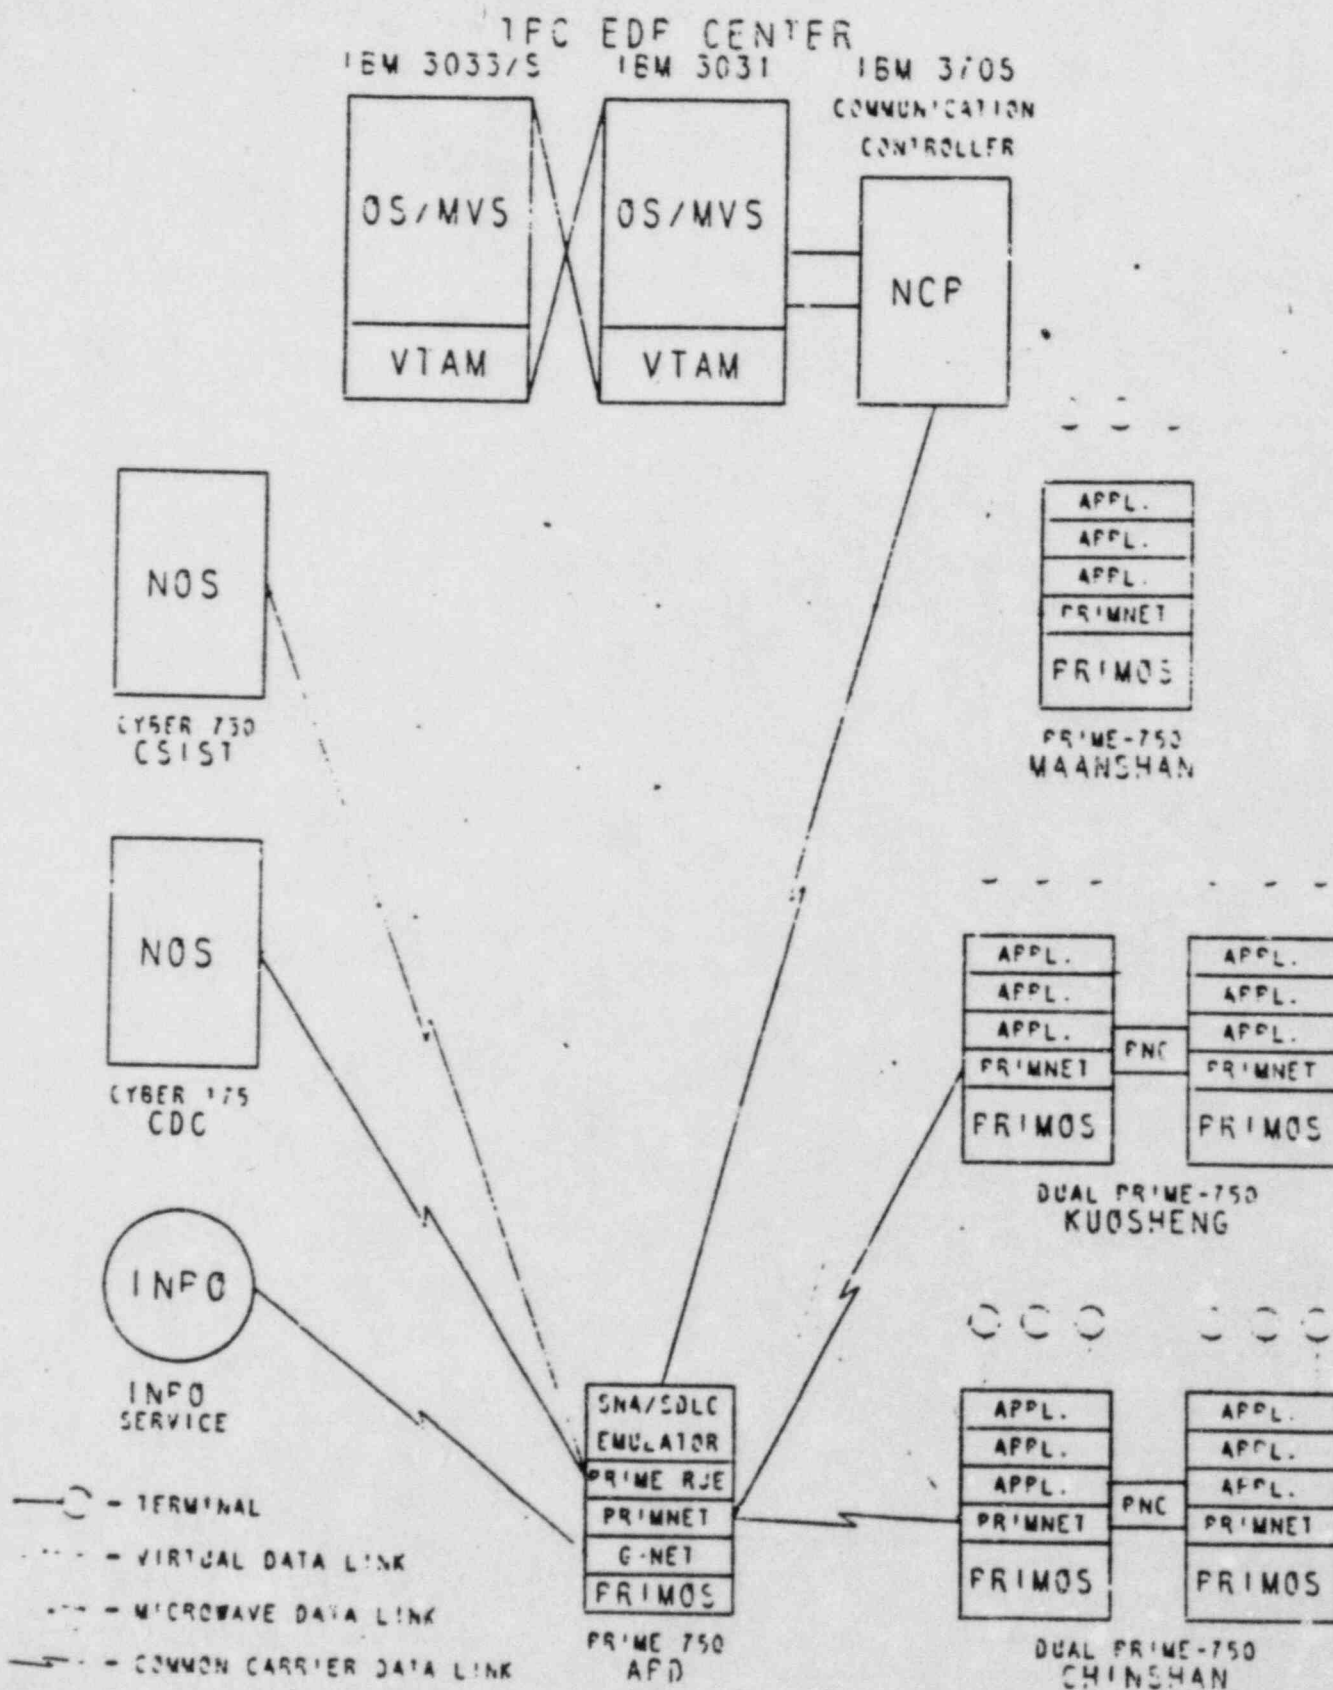 TPC EDP CENTER
IBM 3033/S
IBM 3031
IBM 3705
COMMUNICATION
CONTROLLER
OS/MVS
VTAM
OS/MVS
VTAM
NCP
APPL.
APPL.
APPL.
PRIMNET
PRIMOS
PRIME-750
MAANSHAN
NOS
CYBER 730
CSIST
NOS
CYBER 175
CDC
APPL.
APPL.
APPL.
PRIMNET
PRIMOS
PNC
APPL.
APPL.
APPL.
PRIMNET
PRIMOS
DUAL PRIME-750
KUOSHENG
INFO
INFO
SERVICE
SNA/SDLC
EMULATOR
PRIME RJE
PRIMNET
G-NET
PRIMOS
PRIME 750
APD
APPL.
APPL.
APPL.
PRIMNET
PRIMOS
PNC
APPL.
APPL.
APPL.
PRIMNET
PRIMOS
DUAL PRIME-750
CHINSHAN
- TERMINAL
- VIRTUAL DATA LINK
- MICROWAVE DATA LINK
- COMMON CARRIER DATA LINK